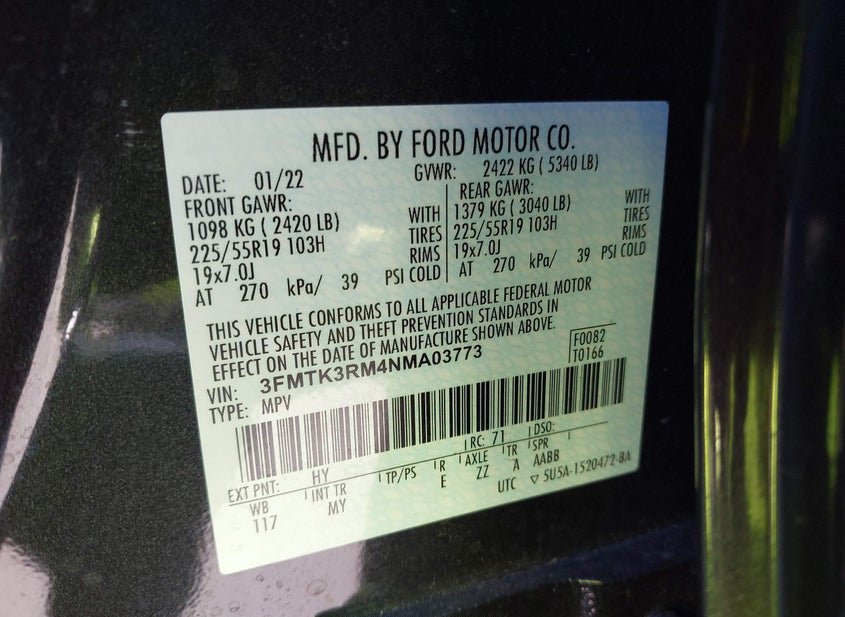 MFD. BY FORD MOTOR CO.
DATE: 01/22 GVWR: 2422 KG ( 5340 LB)
FRONT GAWR: REAR GAWR:
1098 KG ( 2420 LB) WITH 1379 KG ( 3040 LB) WITH
225/55R19 103H TIRES 225/55R19 103H TIRES
19x7.0J RIMS 19x7.0J RIMS
AT 270 kPa/ 39 PSI COLD AT 270 kPa/ 39 PSI COLD
THIS VEHICLE CONFORMS TO ALL APPLICABLE FEDERAL MOTOR
VEHICLE SAFETY AND THEFT PREVENTION STANDARDS IN
EFFECT ON THE DATE OF MANUFACTURE SHOWN ABOVE.
VIN: 3FMTK3RM4NMA03773 F0082
TYPE: MPV T0166
RC: 71 DSO:
EXT PNT: HY TP/PS R AXLE TR SPR
WB INT TR E ZZ A AABB
117 MY UTC ▽ 5U5A-1520472-BA